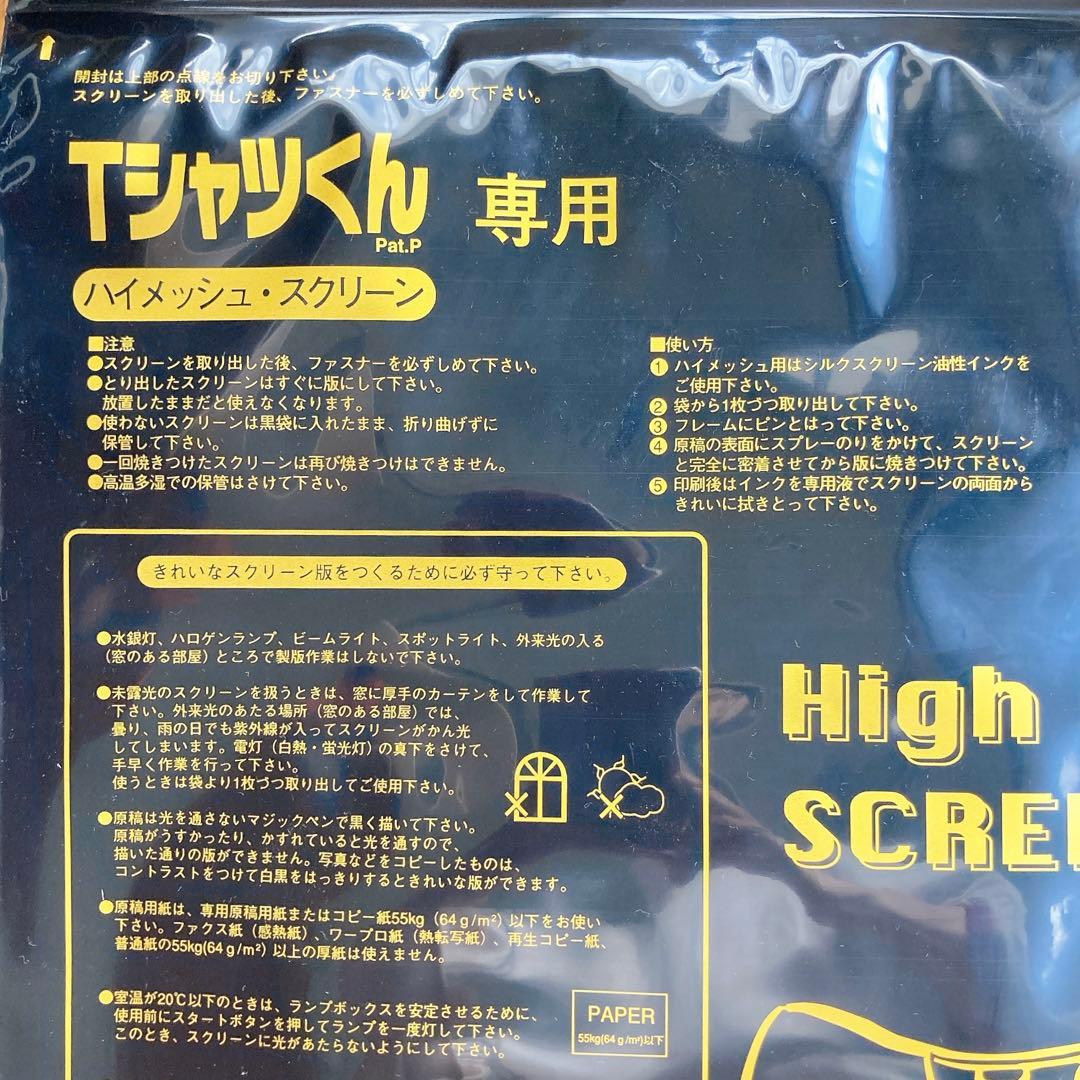 開封は上部の点線をお切り下さい。
スクリーンを取り出した後、ファスナーを必ずしめて下さい。
Tシャツくん
Pat.P
専用
ハイメッシュ・スクリーン
■注意
●スクリーンを取り出した後、ファスナーを必ずしめて下さい。
●とり出したスクリーンはすぐに版にして下さい。
放置したままだと使えなくなります。
●使わないスクリーンは黒袋に入れたまま、折り曲げずに
保管して下さい。
●一回焼きつけたスクリーンは再び焼きつけはできません。
●高温多湿での保管はさけて下さい。
■使い方
① ハイメッシュ用はシルクスクリーン油性インクを
ご使用下さい。
② 袋から1枚づつ取り出して下さい。
③ フレームにピンとはって下さい。
④ 原稿の表面にスプレーのりをかけて、スクリーン
と完全に密着させてから版に焼きつけて下さい。
⑤ 印刷後はインクを専用液でスクリーンの両面から
きれいに拭きとって下さい。
きれいなスクリーン版をつくるために必ず守って下さい。
●水銀灯、ハロゲンランプ、ビームライト、スポットライト、外来光の入る
（窓のある部屋）ところで製版作業はしないで下さい。
●未露光のスクリーンを扱うときは、窓に厚手のカーテンをして作業して
下さい。外来光のあたる場所（窓のある部屋）では、
曇り、雨の日でも紫外線が入ってスクリーンがかん光
してしまいます。電灯（白熱・蛍光灯）の真下をさけて、
手早く作業を行って下さい。
使うときは袋より1枚づつ取り出してご使用下さい。
●原稿は光を通さないマジックペンで黒く描いて下さい。
原稿がうすかったり、かすれていると光を通すので、
描いた通りの版ができません。写真などをコピーしたものは、
コントラストをつけて白黒をはっきりするときれいな版ができます。
●原稿用紙は、専用原稿用紙またはコピー紙55kg（64g/m²）以下をお使い
下さい。ファクス紙（感熱紙）、ワープロ紙（熱転写紙）、再生コピー紙、
普通紙の55kg(64g/m²)以上の厚紙は使えません。
●室温が20℃以下のときは、ランプボックスを安定させるために、
使用前にスタートボタンを押してランプを一度灯して下さい。
このとき、スクリーンに光があたらないようにして下さい。
PAPER
55kg(64g/m²)以下
High
SCREE